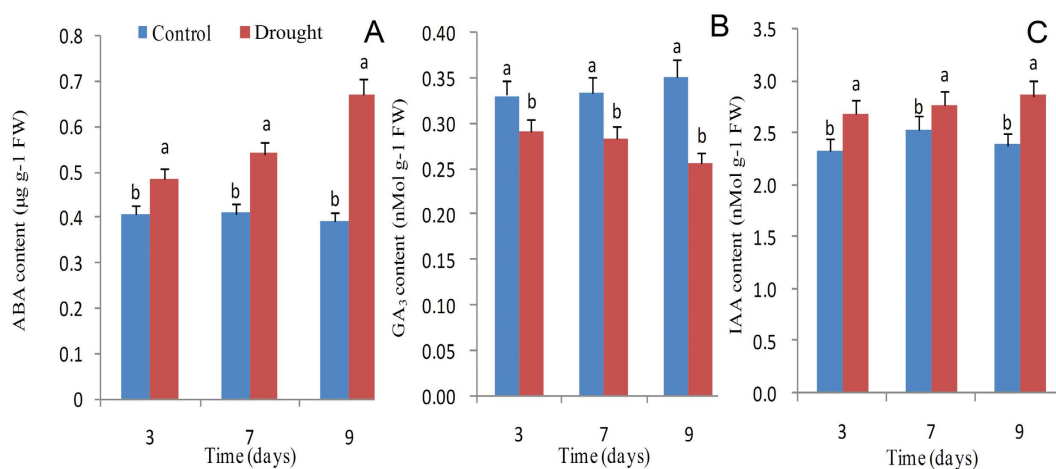 A
Control Drought
ABA content (µg g-1 FW)
0.8
0.7
0.6
0.5
0.4
0.3
0.2
0.1
0
b a b a b a
3 7 9
Time (days)
B
GA3 content (nMol g-1 FW)
0.40
0.35
0.30
0.25
0.20
0.15
0.10
0.05
0.00
a b a b a b
3 7 9
Time (days)
C
IAA content (nMol g-1 FW)
3.5
3.0
2.5
2.0
1.5
1.0
0.5
0.0
b a b a b a
3 7 9
Time (days)